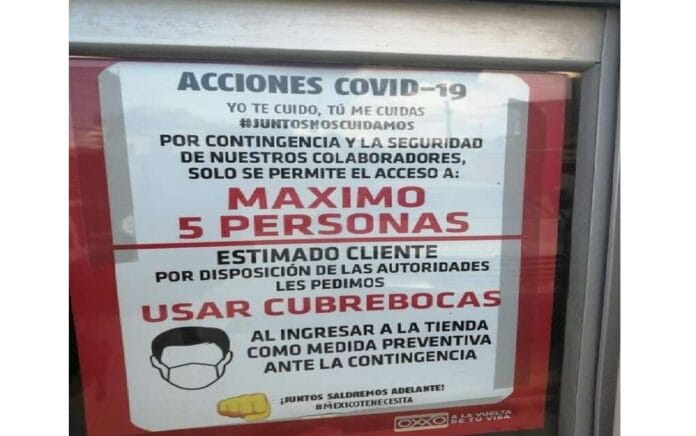 ACCIONES COVID-19
YO TE CUIDO, TÚ ME CUIDAS
#JUNTOSNOSCUIDAMOS
POR CONTINGENCIA Y LA SEGURIDAD
DE NUESTROS COLABORADORES,
SOLO SE PERMITE EL ACCESO A:
MAXIMO
5 PERSONAS
ESTIMADO CLIENTE
POR DISPOSICIÓN DE LAS AUTORIDADES
LES PEDIMOS
USAR CUBREBOCAS
AL INGRESAR A LA TIENDA
COMO MEDIDA PREVENTIVA
ANTE LA CONTINGENCIA
¡JUNTOS SALDREMOS ADELANTE!
#MEXICOTENECESITA
OXXO A LA VUELTA
DE TU VIDA